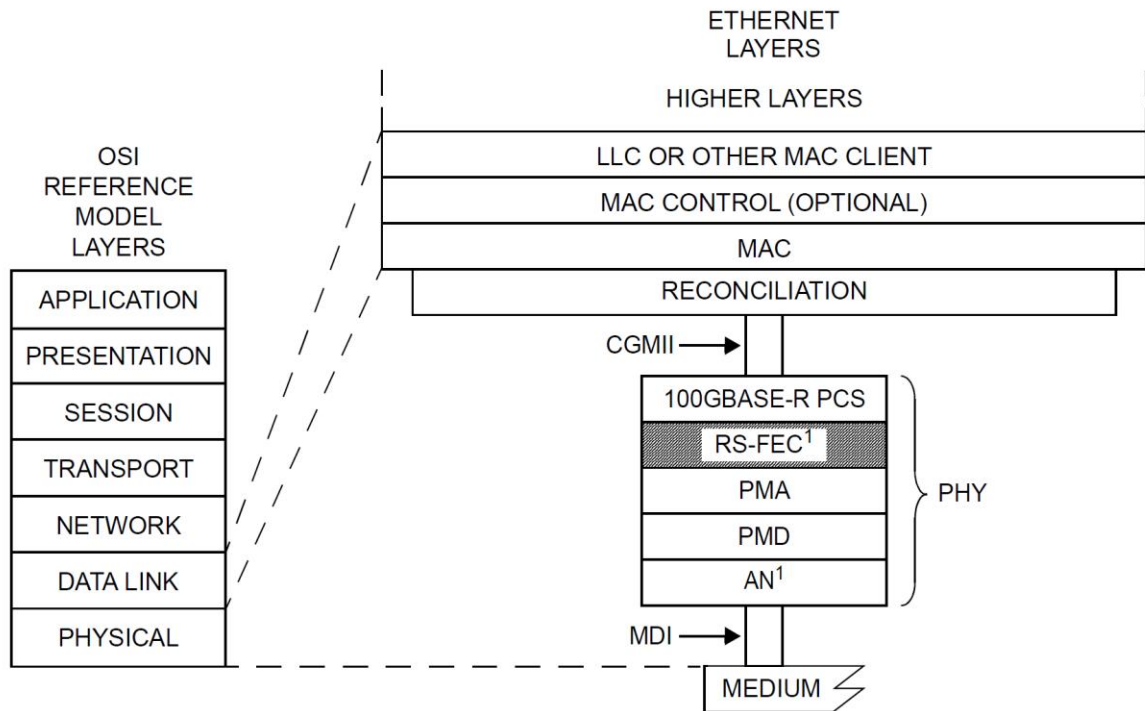 ETHERNET
LAYERS
HIGHER LAYERS
LLC OR OTHER MAC CLIENT
MAC CONTROL (OPTIONAL)
MAC
RECONCILIATION
OSI
REFERENCE
MODEL
LAYERS
APPLICATION
PRESENTATION
SESSION
TRANSPORT
NETWORK
DATA LINK
PHYSICAL
CGMII
100GBASE-R PCS
RS-FEC¹
PMA
PMD
AN¹
PHY
MDI
MEDIUM